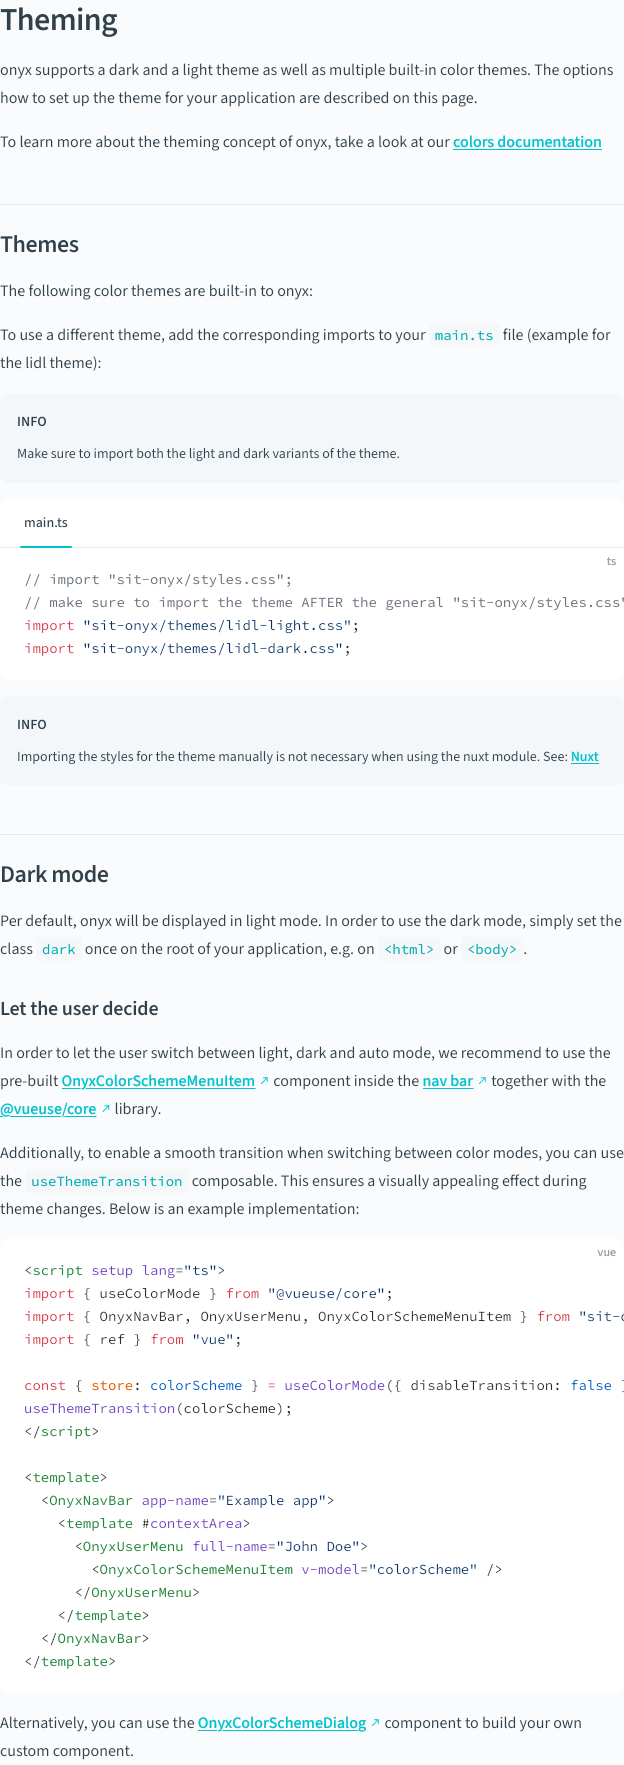 Theming
onyx supports a dark and a light theme as well as multiple built-in color themes. The options
how to set up the theme for your application are described on this page.
To learn more about the theming concept of onyx, take a look at our colors documentation
Themes
The following color themes are built-in to onyx:
To use a different theme, add the corresponding imports to your main.ts file (example for
the lidl theme):
INFO
Make sure to import both the light and dark variants of the theme.
main.ts
ts
// import "sit-onyx/styles.css";
// make sure to import the theme AFTER the general "sit-onyx/styles.css"
import "sit-onyx/themes/lidl-light.css";
import "sit-onyx/themes/lidl-dark.css";
INFO
Importing the styles for the theme manually is not necessary when using the nuxt module. See: Nuxt
Dark mode
Per default, onyx will be displayed in light mode. In order to use the dark mode, simply set the
class dark once on the root of your application, e.g. on <html> or <body>.
Let the user decide
In order to let the user switch between light, dark and auto mode, we recommend to use the
pre-built OnyxColorSchemeMenuItem ↗ component inside the nav bar ↗ together with the
@vueuse/core ↗ library.
Additionally, to enable a smooth transition when switching between color modes, you can use
the useThemeTransition composable. This ensures a visually appealing effect during
theme changes. Below is an example implementation:
vue
<script setup lang="ts">
import { useColorMode } from "@vueuse/core";
import { OnyxNavBar, OnyxUserMenu, OnyxColorSchemeMenuItem } from "sit-
import { ref } from "vue";
const { store: colorScheme } = useColorMode({ disableTransition: false }
useThemeTransition(colorScheme);
</script>
<template>
  <OnyxNavBar app-name="Example app">
    <template #contextArea>
      <OnyxUserMenu full-name="John Doe">
        <OnyxColorSchemeMenuItem v-model="colorScheme" />
      </OnyxUserMenu>
    </template>
  </OnyxNavBar>
</template>
Alternatively, you can use the OnyxColorSchemeDialog ↗ component to build your own
custom component.